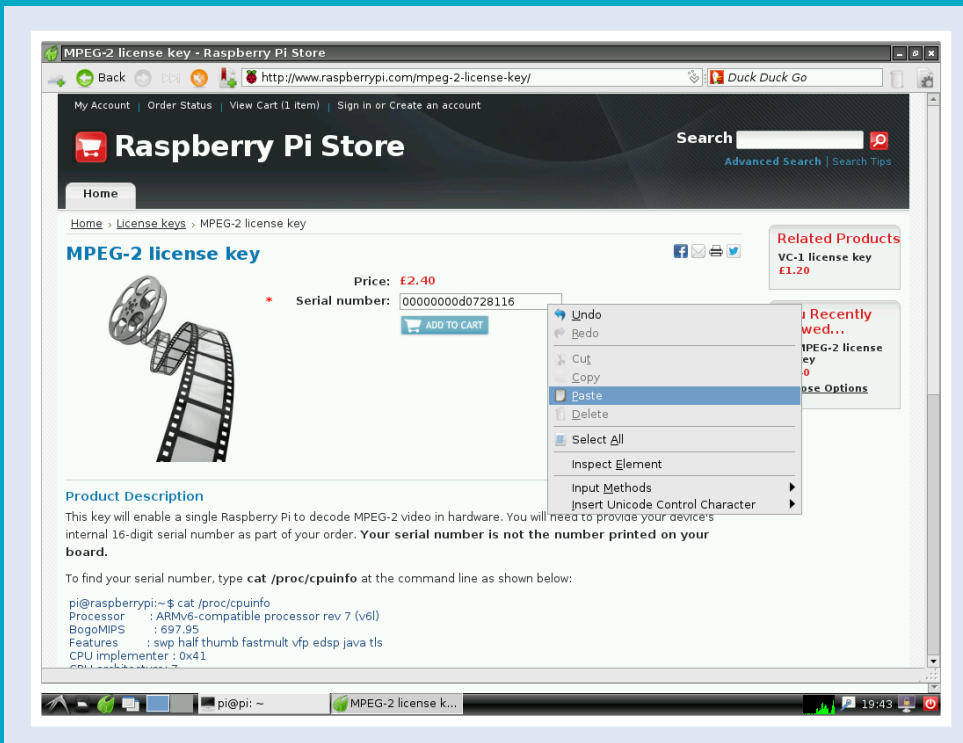 MPEG-2 license key - Raspberry Pi Store
Back
http://www.raspberrypi.com/mpeg-2-license-key/
Duck Duck Go
My Account | Order Status | View Cart (1 item) | Sign in or Create an account
Raspberry Pi Store
Search
Advanced Search | Search Tips
Home
Home › License keys › MPEG-2 license key
MPEG-2 license key
Price: £2.40
* Serial number: 00000000d0728116
ADD TO CART
Related Products
VC-1 license key
£1.20
Recently
MPEG-2 license
Options
Undo
Redo
Cut
Copy
Paste
Delete
Select All
Inspect Element
Input Methods
Insert Unicode Control Character
Product Description
This key will enable a single Raspberry Pi to decode MPEG-2 video in hardware. You will need to provide your device's
internal 16-digit serial number as part of your order. Your serial number is not the number printed on your
board.
To find your serial number, type cat /proc/cpuinfo at the command line as shown below:
pi@raspberrypi:~$ cat /proc/cpuinfo
Processor : ARMv6-compatible processor rev 7 (v6l)
BogoMIPS : 697.95
Features : swp half thumb fastmult vfp edsp java tls
CPU implementer : 0x41
CPU architecture: 7
pi@pi: ~
MPEG-2 license k...
19:43